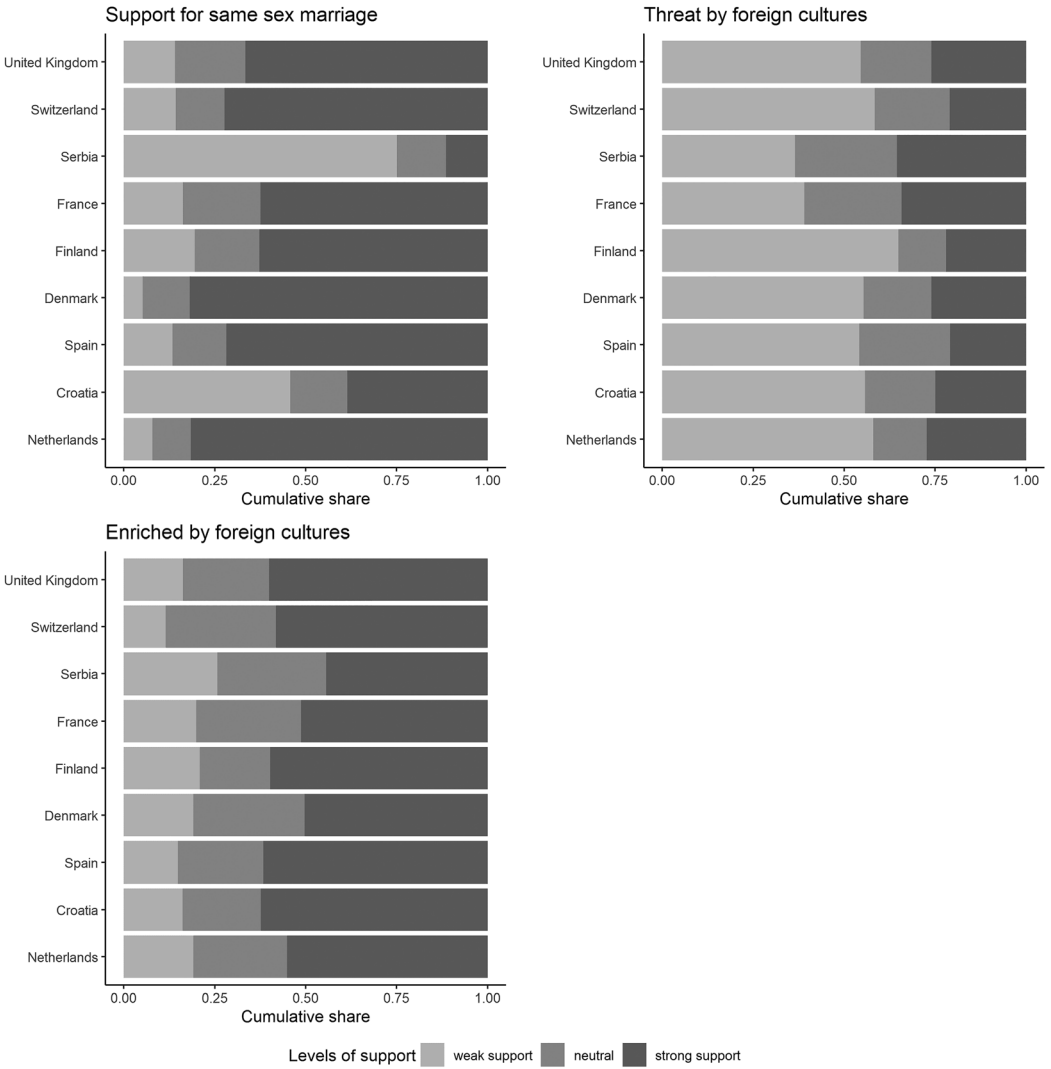 Support for same sex marriage
United Kingdom
Switzerland
Serbia
France
Finland
Denmark
Spain
Croatia
Netherlands
0.00 0.25 0.50 0.75 1.00
Cumulative share
Threat by foreign cultures
United Kingdom
Switzerland
Serbia
France
Finland
Denmark
Spain
Croatia
Netherlands
0.00 0.25 0.50 0.75 1.00
Cumulative share
Enriched by foreign cultures
United Kingdom
Switzerland
Serbia
France
Finland
Denmark
Spain
Croatia
Netherlands
0.00 0.25 0.50 0.75 1.00
Cumulative share
Levels of support weak support neutral strong support